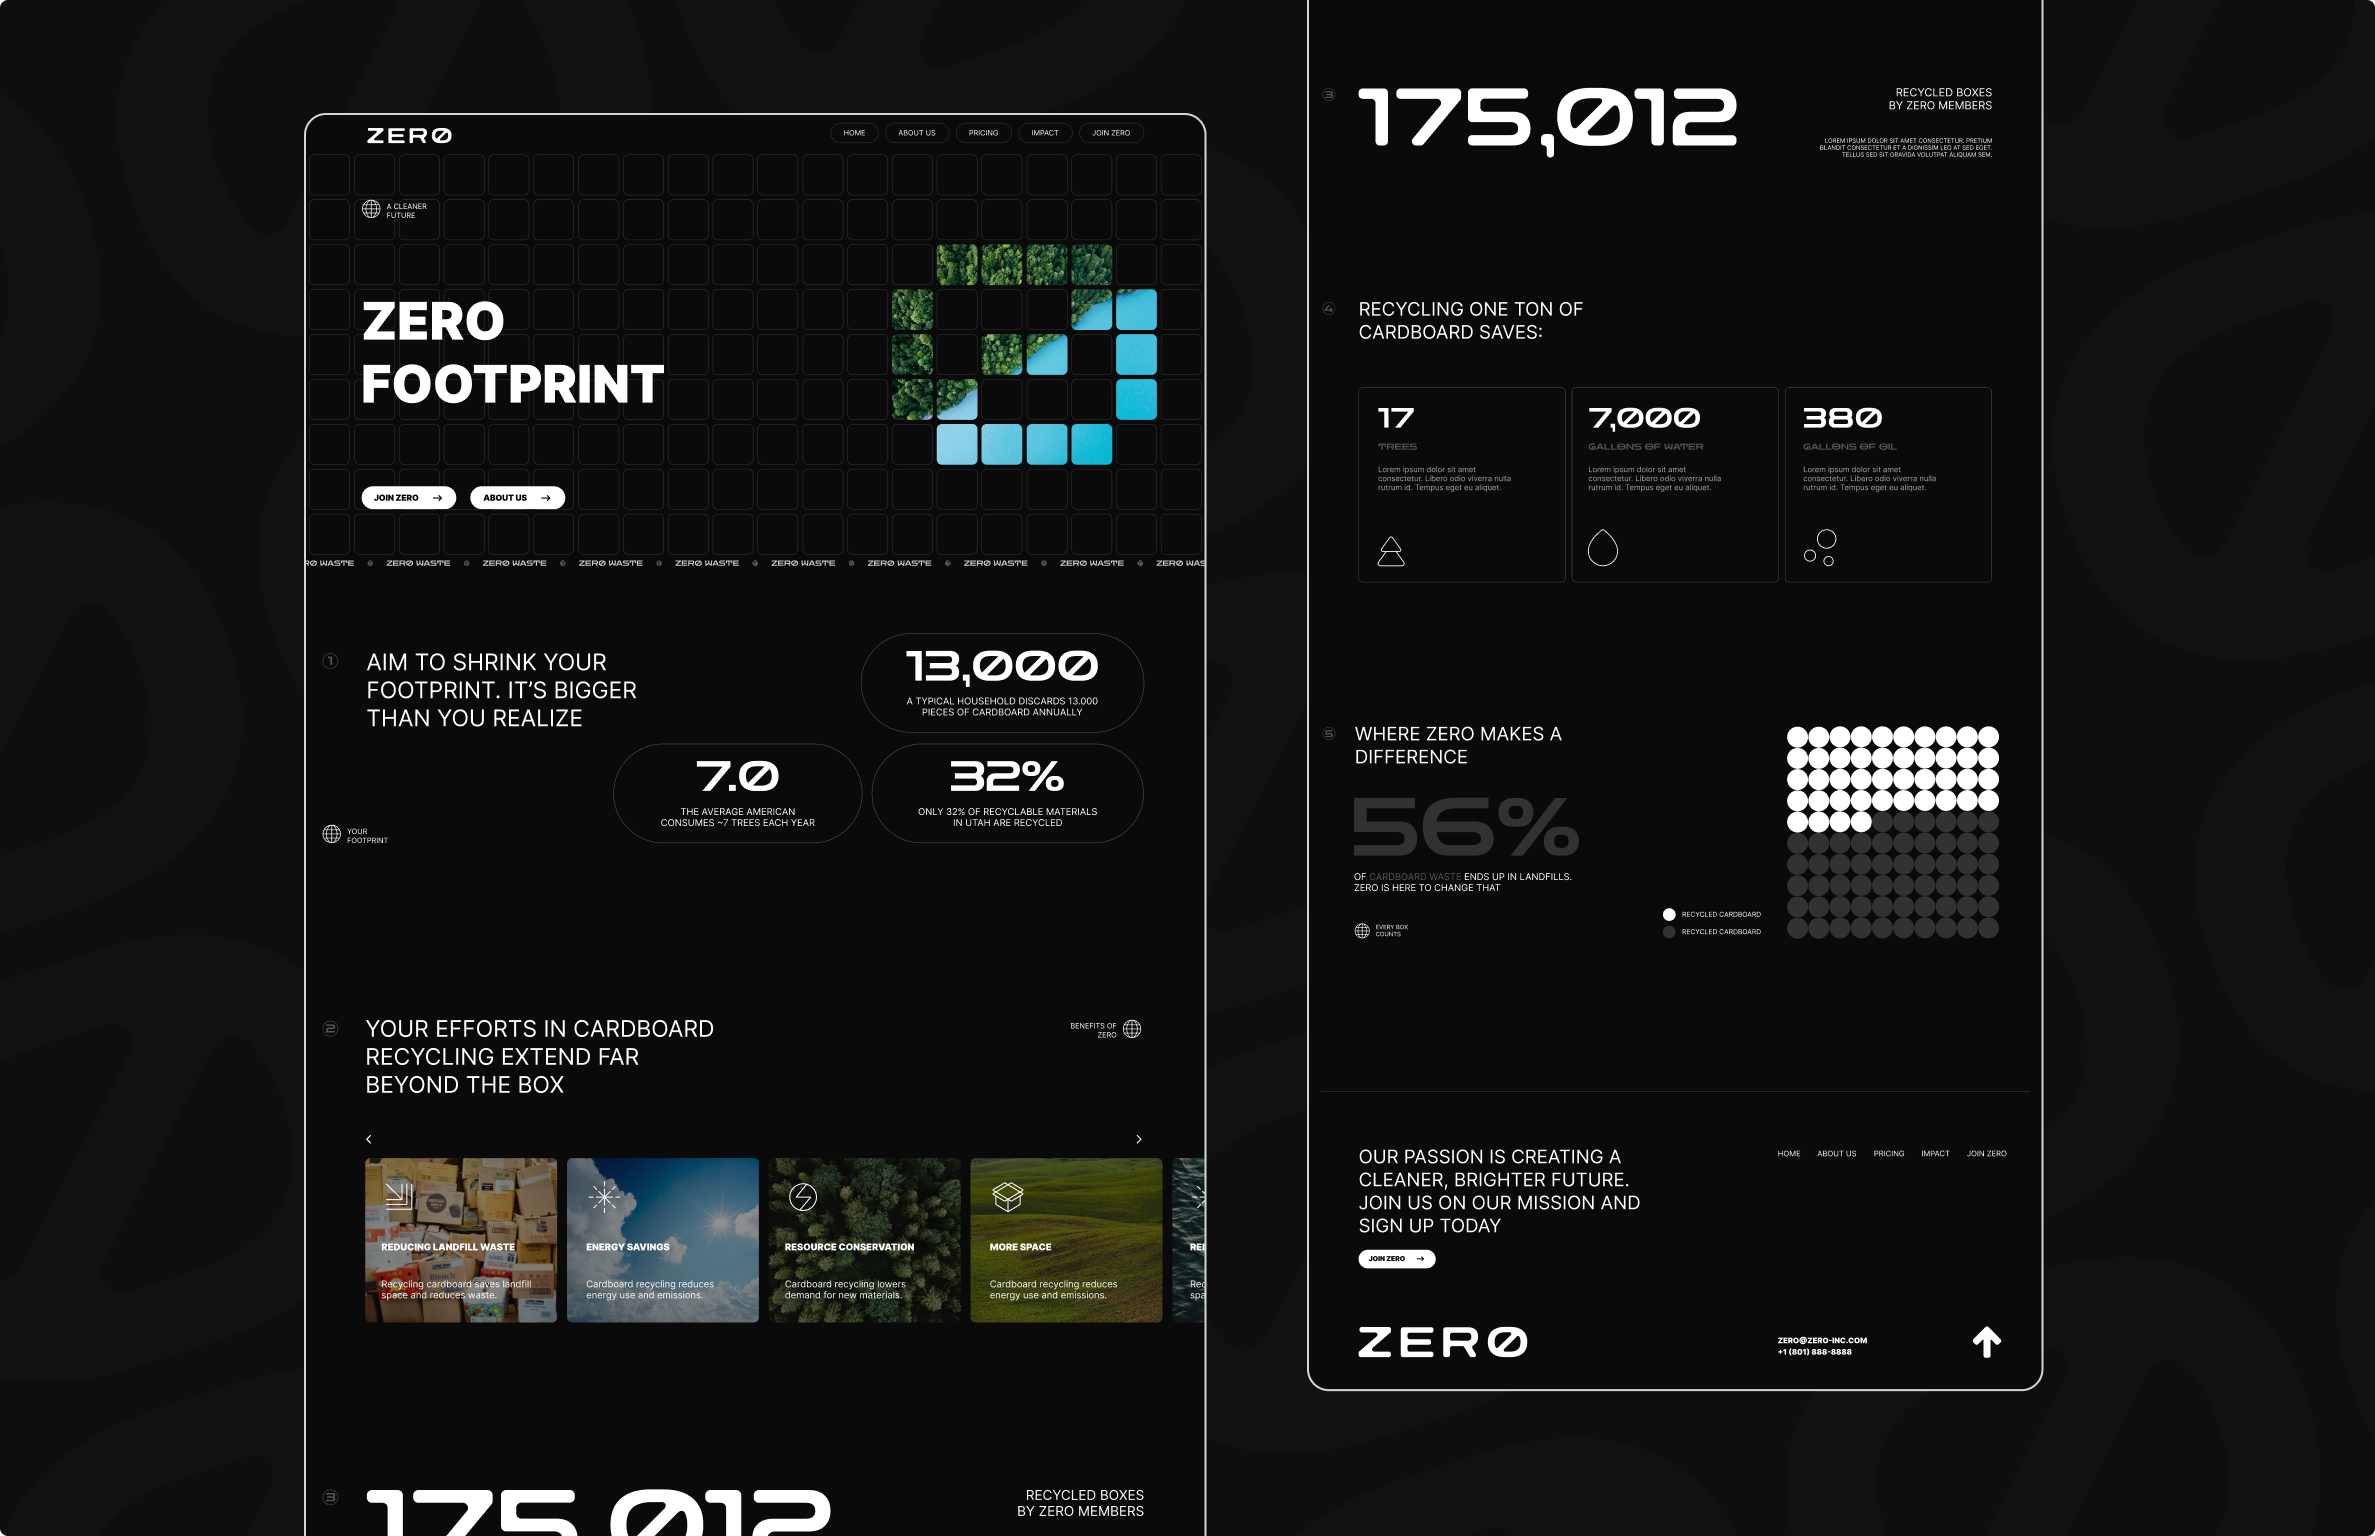 ZERØ
HOME
ABOUT US
PRICING
IMPACT
JOIN ZERO
A CLEANER
FUTURE
ZERO
FOOTPRINT
JOIN ZERO
ABOUT US
RØ WASTE ZERØ WASTE ZERØ WASTE ZERØ WASTE ZERØ WASTE ZERØ WASTE ZERØ WASTE ZERØ WASTE ZERØ WASTE ZERØ WAS
1
AIM TO SHRINK YOUR
FOOTPRINT. IT'S BIGGER
THAN YOU REALIZE
13,000
A TYPICAL HOUSEHOLD DISCARDS 13.000
PIECES OF CARDBOARD ANNUALLY
7.0
THE AVERAGE AMERICAN
CONSUMES ~7 TREES EACH YEAR
32%
ONLY 32% OF RECYCLABLE MATERIALS
IN UTAH ARE RECYCLED
YOUR
FOOTPRINT
2
YOUR EFFORTS IN CARDBOARD
RECYCLING EXTEND FAR
BEYOND THE BOX
BENEFITS OF
ZERO
REDUCING LANDFILL WASTE
Recycling cardboard saves landfill
space and reduces waste.
ENERGY SAVINGS
Cardboard recycling reduces
energy use and emissions.
RESOURCE CONSERVATION
Cardboard recycling lowers
demand for new materials.
MORE SPACE
Cardboard recycling reduces
energy use and emissions.
RE
Rec
spa
3
175,012
RECYCLED BOXES
BY ZERO MEMBERS
3
175,012
RECYCLED BOXES
BY ZERO MEMBERS
LOREM IPSUM DOLOR SIT AMET CONSECTETUR. PRETIUM
BLANDIT CONSECTETUR ET A DIGNISSIM LEO AT SED EGET.
TELLUS SED SIT GRAVIDA VOLUTPAT ALIQUAM SEM.
4
RECYCLING ONE TON OF
CARDBOARD SAVES:
17
TREES
Lorem ipsum dolor sit amet
consectetur. Libero odio viverra nulla
rutrum id. Tempus eget eu aliquet.
7,000
GALLONS OF WATER
Lorem ipsum dolor sit amet
consectetur. Libero odio viverra nulla
rutrum id. Tempus eget eu aliquet.
380
GALLONS OF OIL
Lorem ipsum dolor sit amet
consectetur. Libero odio viverra nulla
rutrum id. Tempus eget eu aliquet.
5
WHERE ZERO MAKES A
DIFFERENCE
56%
OF CARDBOARD WASTE ENDS UP IN LANDFILLS.
ZERO IS HERE TO CHANGE THAT
EVERY BOX
COUNTS
RECYCLED CARDBOARD
RECYCLED CARDBOARD
OUR PASSION IS CREATING A
CLEANER, BRIGHTER FUTURE.
JOIN US ON OUR MISSION AND
SIGN UP TODAY
JOIN ZERO
HOME
ABOUT US
PRICING
IMPACT
JOIN ZERO
ZERØ
ZERO@ZERO-INC.COM
+1 (801) 888-8888